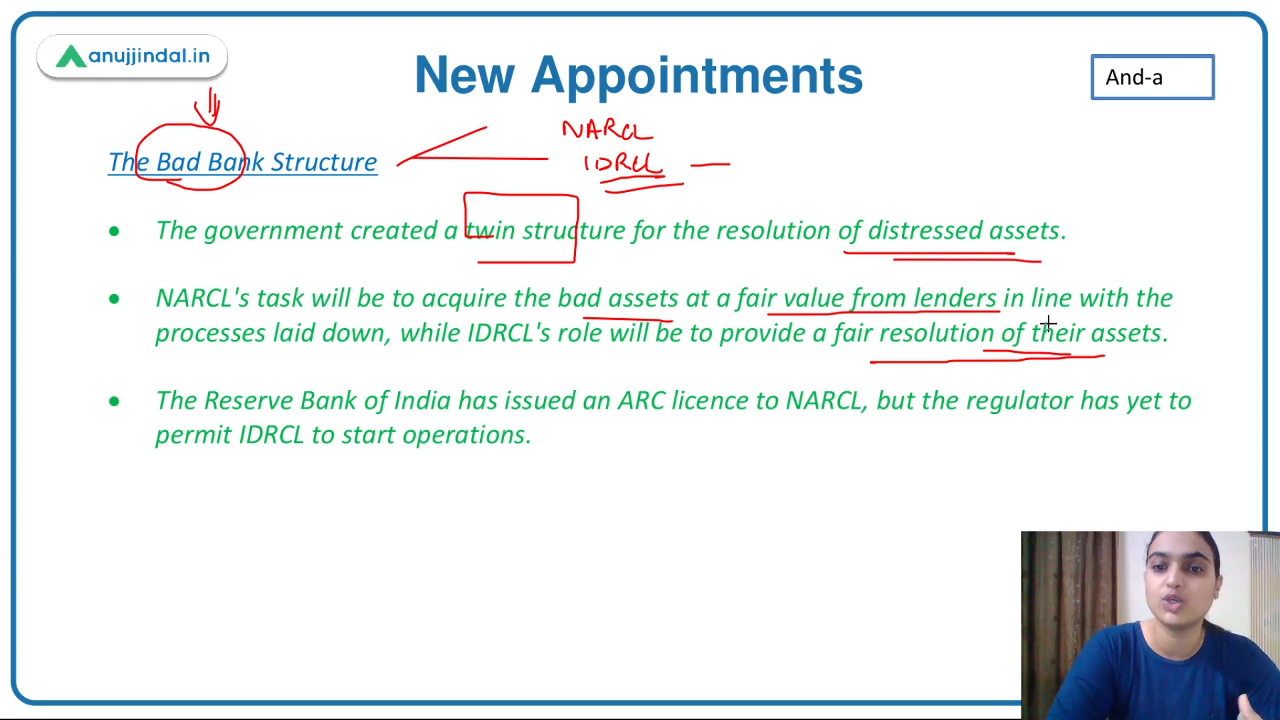 anujjindal.in
New Appointments
And-a
NARCL
The Bad Bank Structure
IDRCL
• The government created a twin structure for the resolution of distressed assets.
• NARCL's task will be to acquire the bad assets at a fair value from lenders in line with the
processes laid down, while IDRCL's role will be to provide a fair resolution of their assets.
• The Reserve Bank of India has issued an ARC licence to NARCL, but the regulator has yet to
permit IDRCL to start operations.